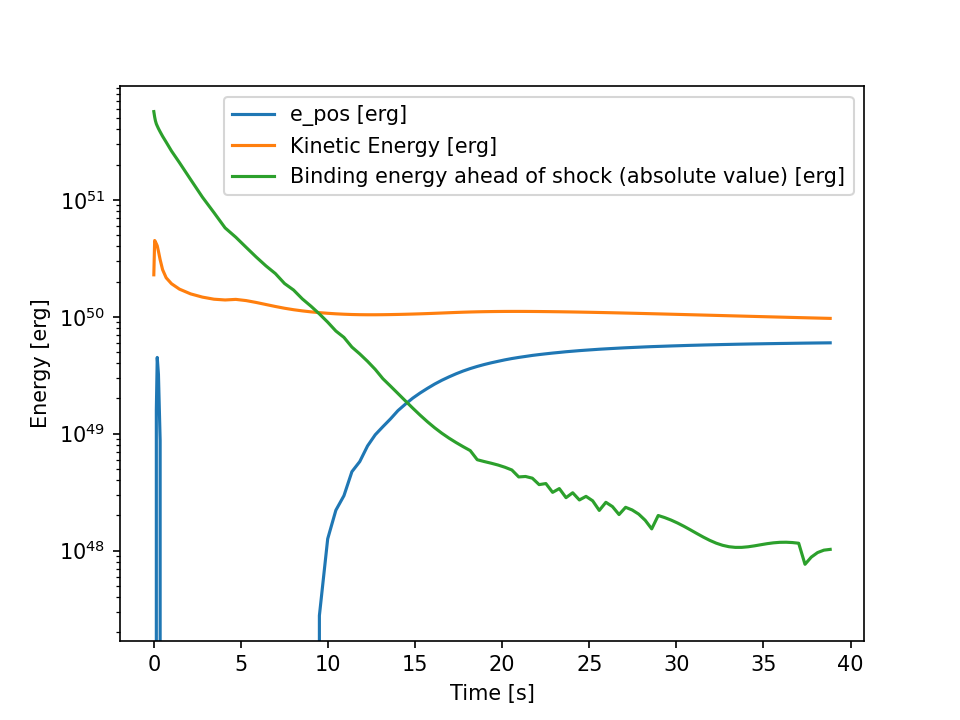 e_pos [erg]
Kinetic Energy [erg]
Binding energy ahead of shock (absolute value) [erg]
Energy [erg]
10^51
10^50
10^49
10^48
0 5 10 15 20 25 30 35 40
Time [s]